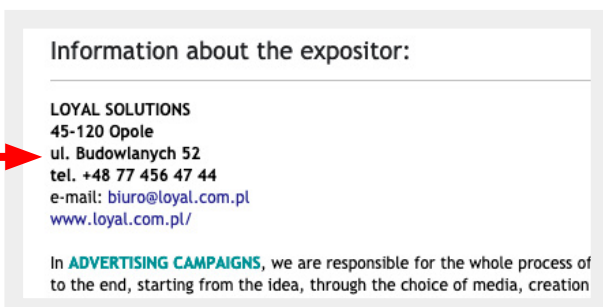 Information about the expositor:
LOYAL SOLUTIONS
45-120 Opole
ul. Budowlanych 52
tel. +48 77 456 47 44
e-mail: biuro@loyal.com.pl
www.loyal.com.pl/
In ADVERTISING CAMPAIGNS, we are responsible for the whole process of
to the end, starting from the idea, through the choice of media, creation